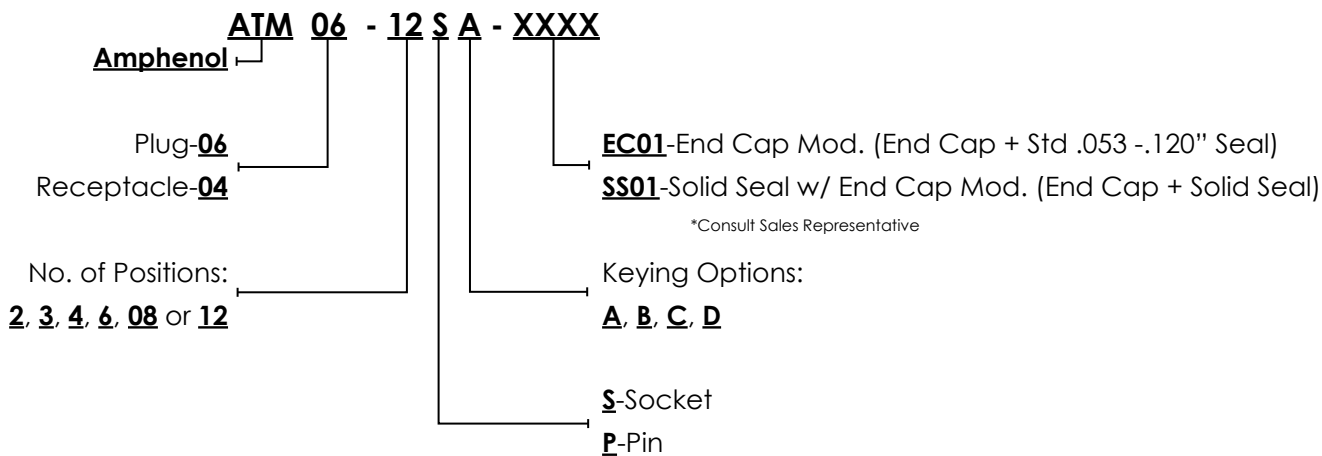 ATM 06 - 12 S A - XXXX
Amphenol
Plug-06
Receptacle-04
EC01-End Cap Mod. (End Cap + Std .053 -.120” Seal)
SS01-Solid Seal w/ End Cap Mod. (End Cap + Solid Seal)
*Consult Sales Representative
No. of Positions:
2, 3, 4, 6, 08 or 12
Keying Options:
A, B, C, D
S-Socket
P-Pin